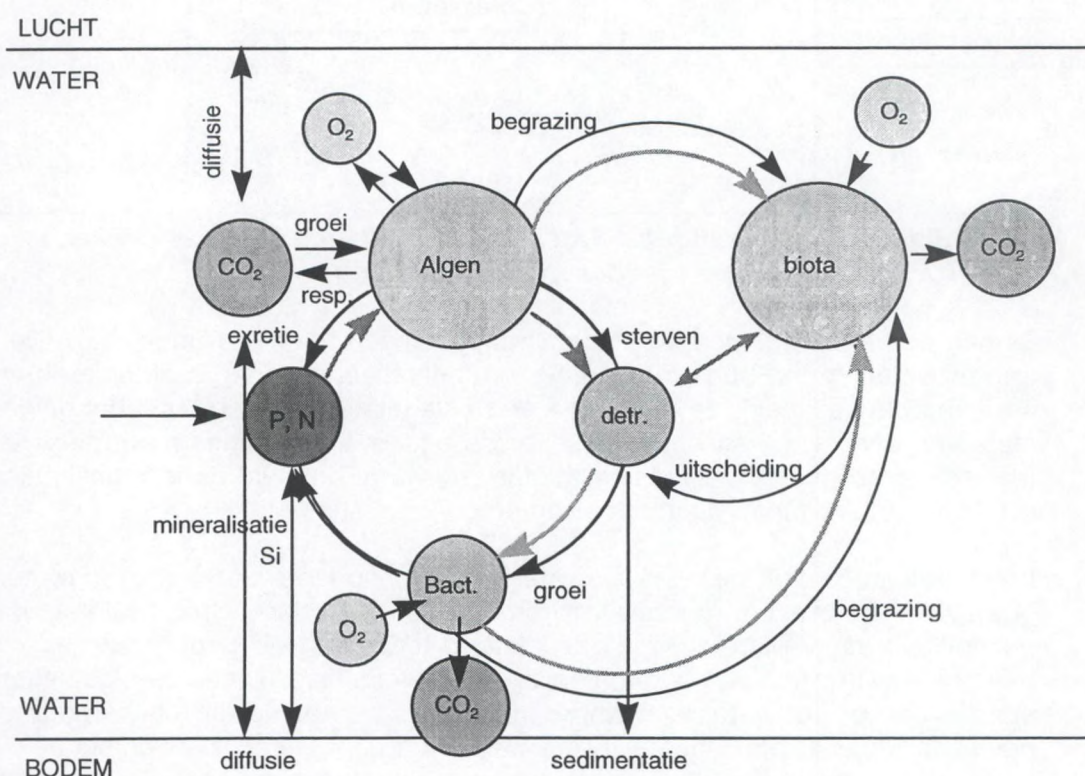 LUCHT
WATER
diffusie
O₂
begrazing
O₂
groei
CO₂
Algen
biota
CO₂
resp.
exretie
sterven
P, N
detr.
uitscheiding
mineralisatie
Si
Bact.
groei
O₂
begrazing
CO₂
WATER
BODEM
diffusie
sedimentatie